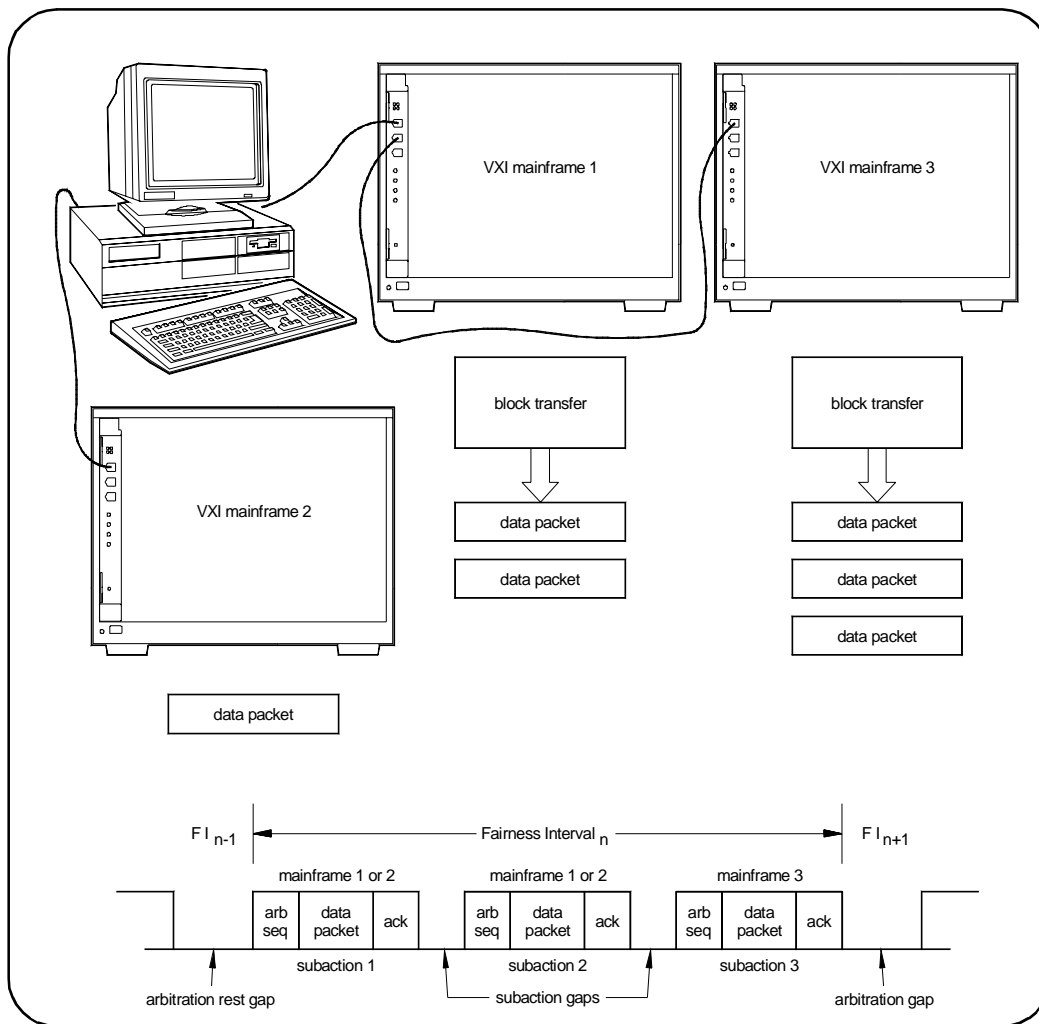 VXI mainframe 1
VXI mainframe 3
block transfer
block transfer
data packet
data packet
VXI mainframe 2
data packet
data packet
data packet
data packet
F I n-1
Fairness Interval n
F I n+1
mainframe 1 or 2
mainframe 1 or 2
mainframe 3
arb
seq
data
packet
ack
arb
seq
data
packet
ack
arb
seq
data
packet
ack
subaction 1
subaction 2
subaction 3
arbitration rest gap
subaction gaps
arbitration gap